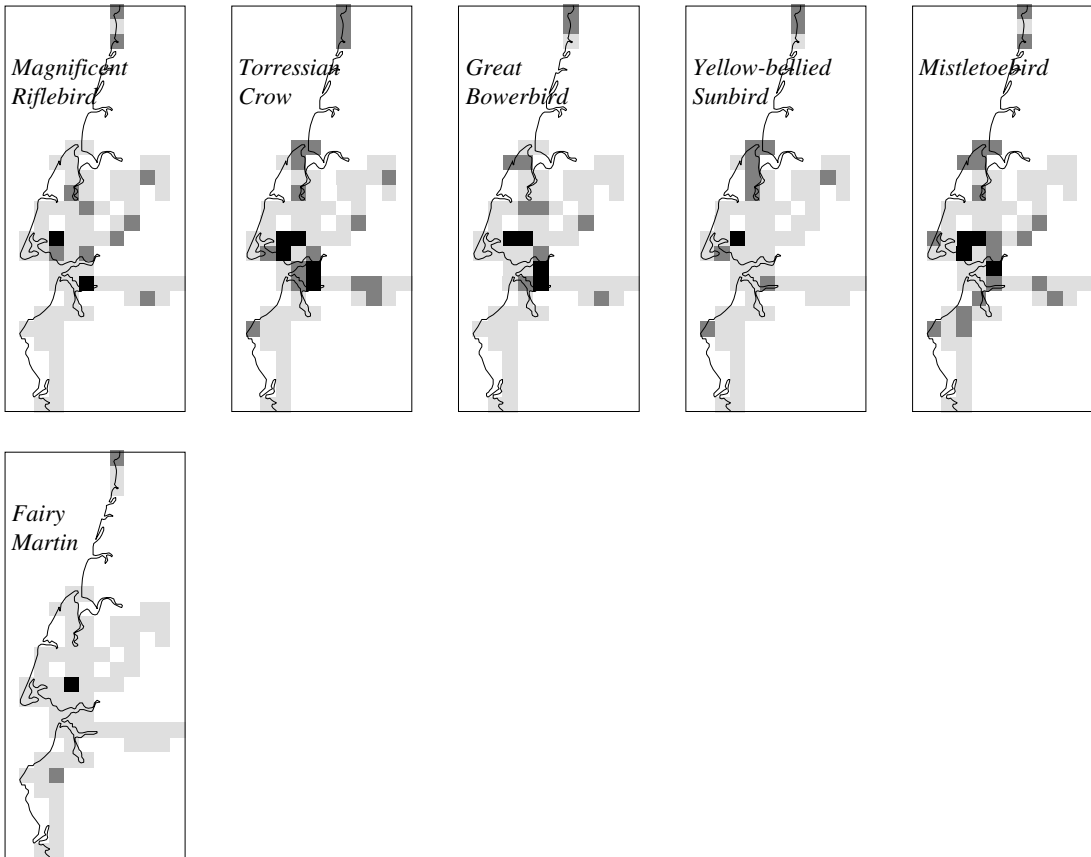 Magnificent
Riflebird
Torressian
Crow
Great
Bowerbird
Yellow-bellied
Sunbird
Mistletoebird
Fairy
Martin